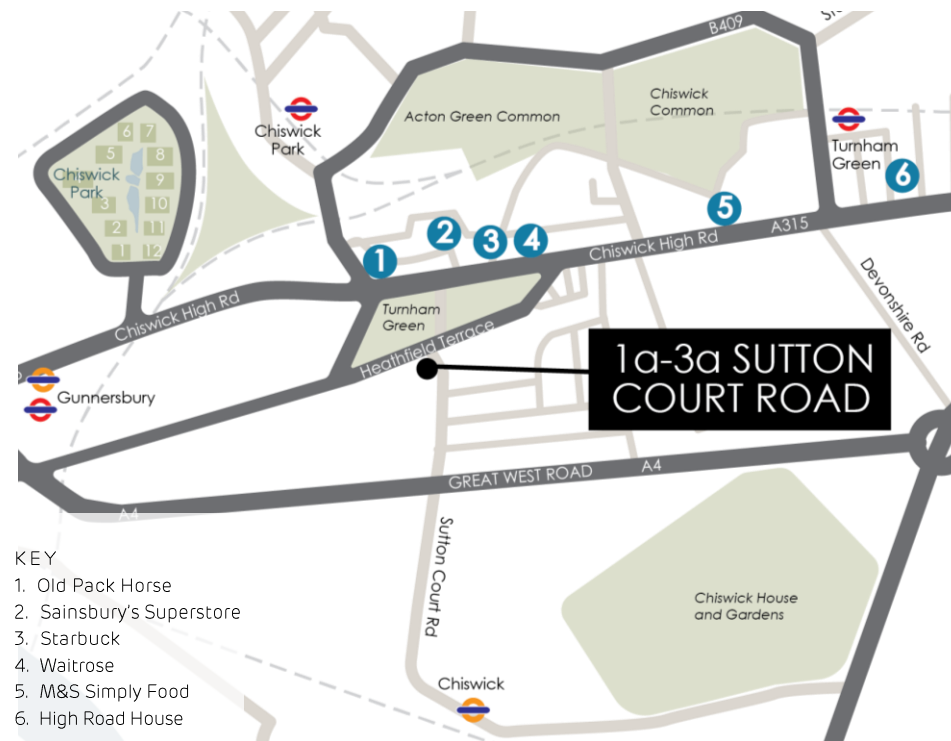 B409
Acton Green Common
Chiswick
Common
Chiswick
Park
Turnham
Green
6
7
5
8
Chiswick
Park
9
3
10
2
11
1
12
6
5
2
3
4
1
Chiswick High Rd
A315
Chiswick High Rd
Turnham
Green
Heathfield Terrace
Devonshire Rd
1a-3a SUTTON
COURT ROAD
Gunnersbury
GREAT WEST ROAD
A4
A4
Sutton Court Rd
Chiswick House
and Gardens
Chiswick
KEY
1. Old Pack Horse
2. Sainsbury's Superstore
3. Starbuck
4. Waitrose
5. M&S Simply Food
6. High Road House